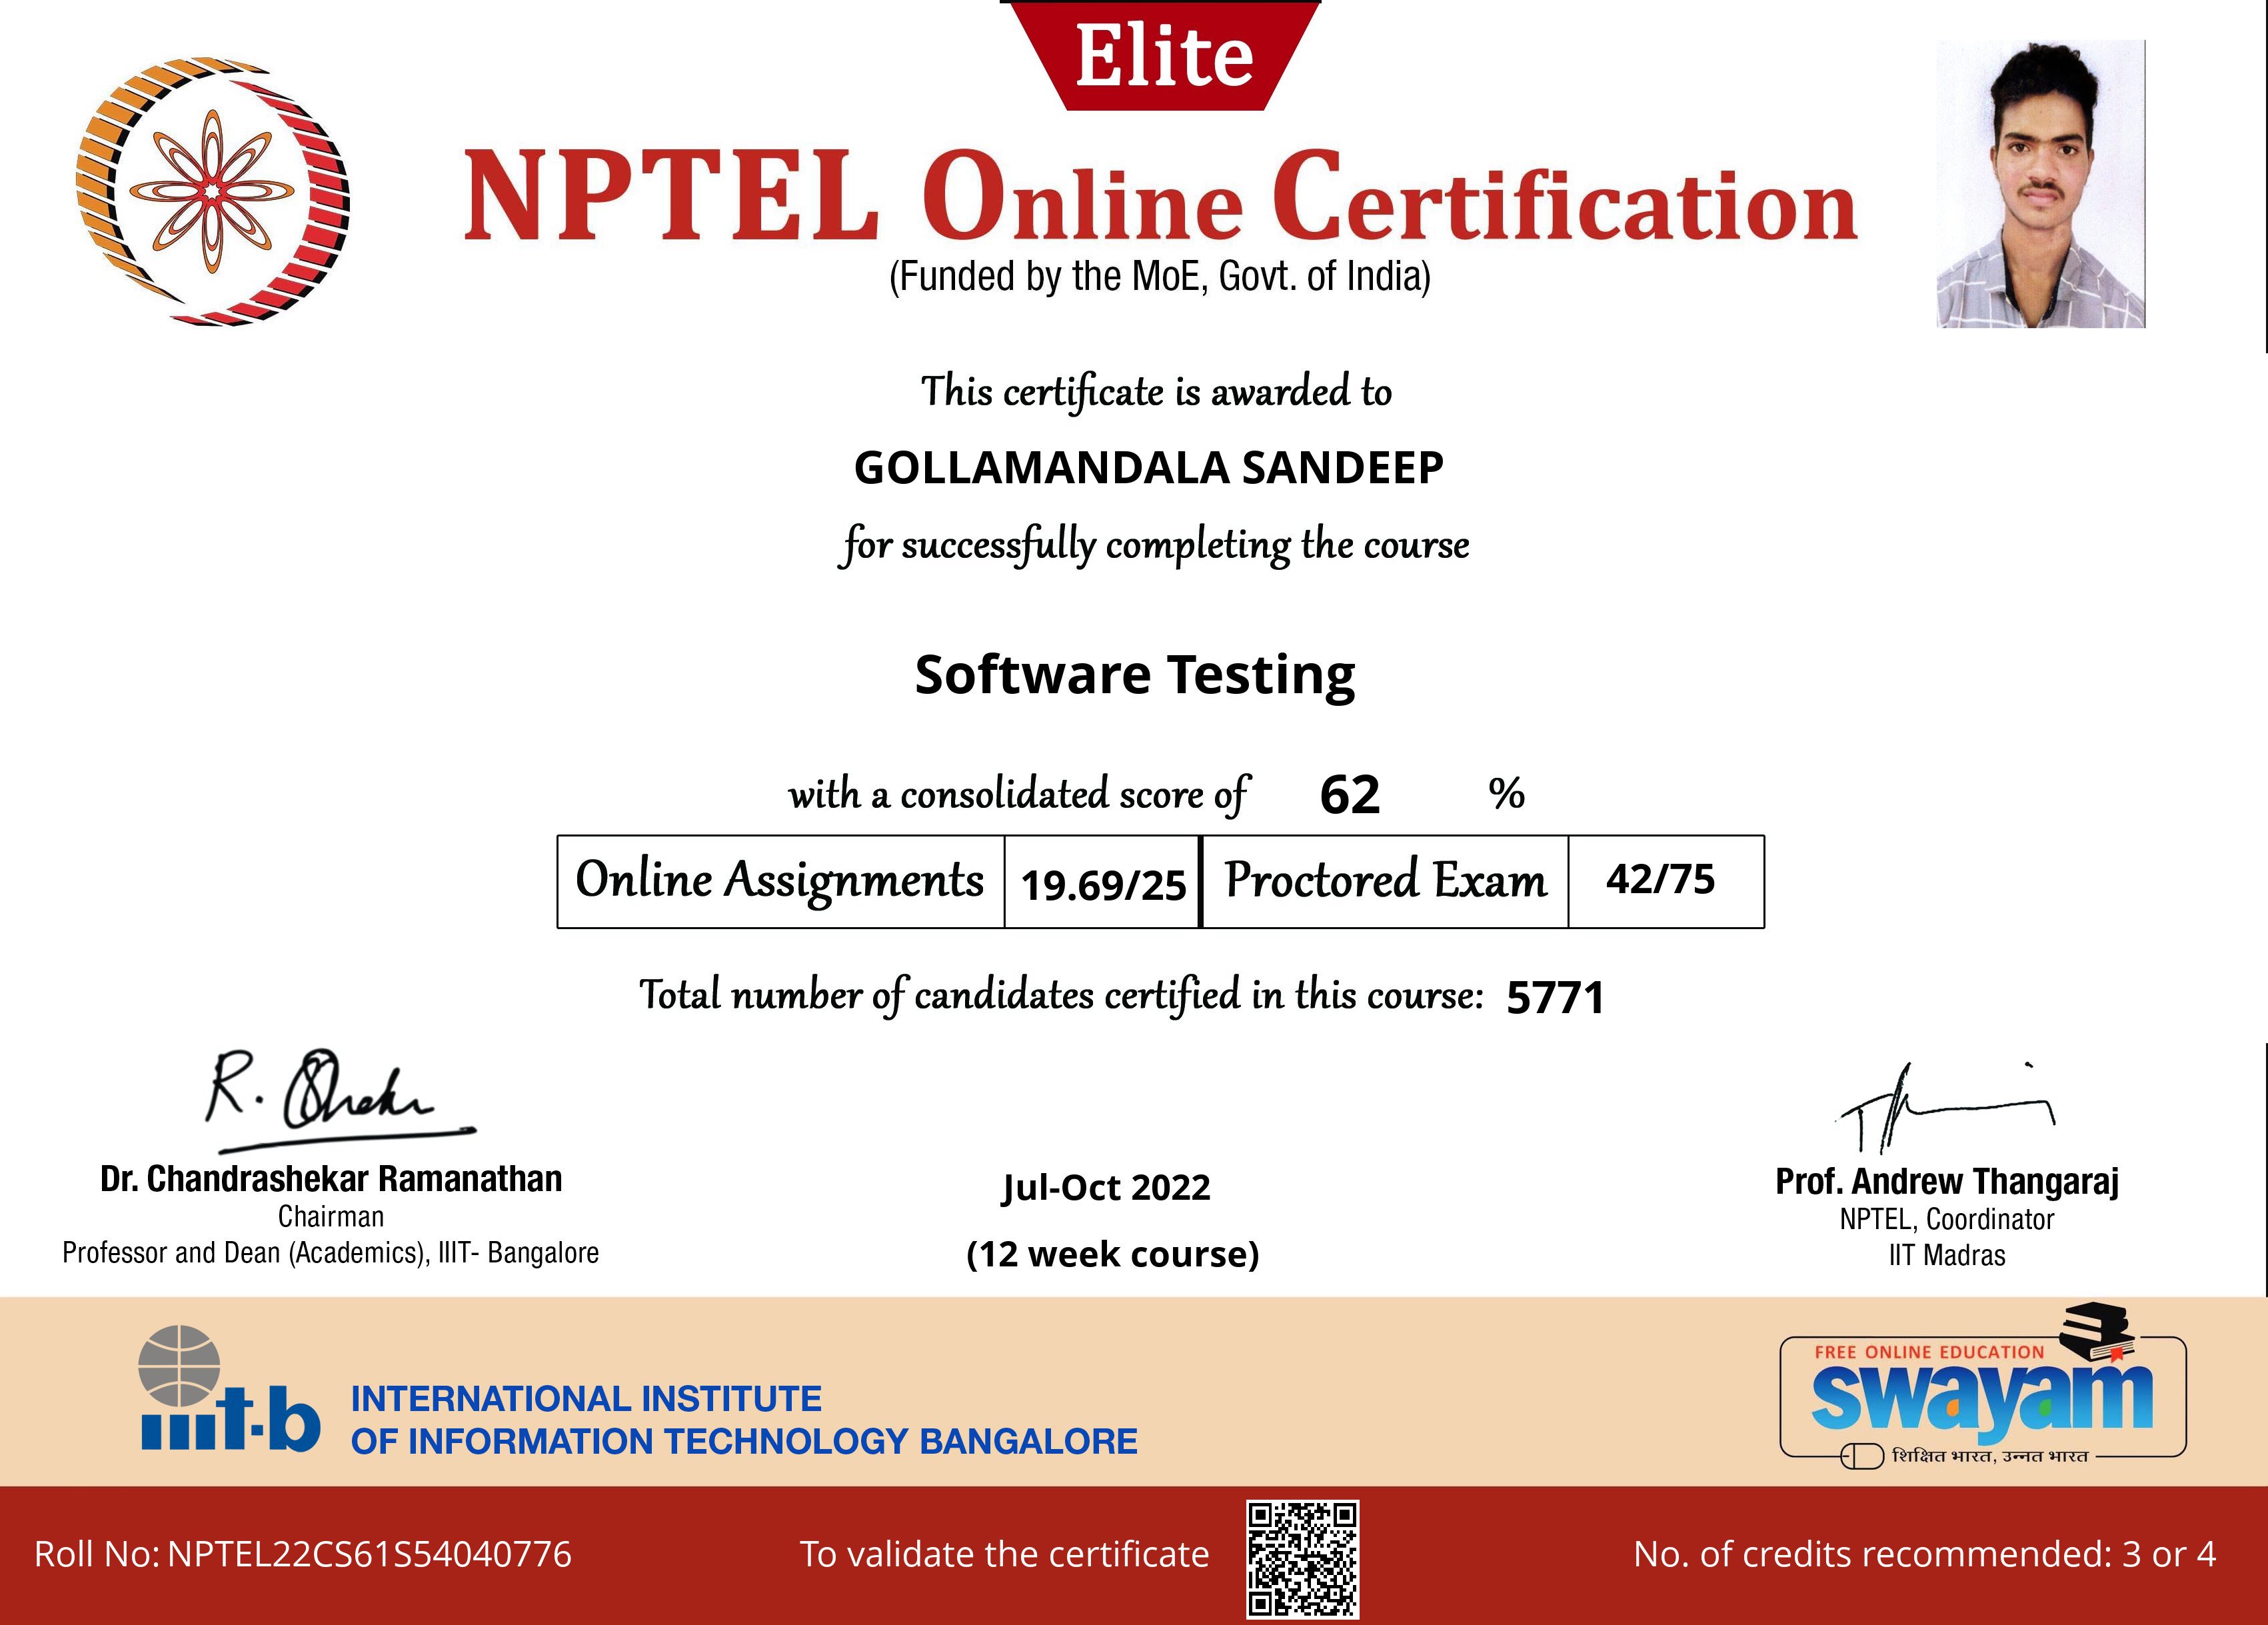 Elite
NPTEL Online Certification
(Funded by the MoE, Govt. of India)
This certificate is awarded to
GOLLAMANDALA SANDEEP
for successfully completing the course
Software Testing
with a consolidated score of 62 %
Online Assignments 19.69/25 Proctored Exam 42/75
Total number of candidates certified in this course: 5771
R. Shekar
Dr. Chandrashekar Ramanathan
Chairman
Professor and Dean (Academics), IIIT- Bangalore
Jul-Oct 2022
(12 week course)
Prof. Andrew Thangaraj
NPTEL, Coordinator
IIT Madras
iiit-b
INTERNATIONAL INSTITUTE
OF INFORMATION TECHNOLOGY BANGALORE
FREE ONLINE EDUCATION
swayam
शिक्षित भारत, उन्नत भारत
Roll No: NPTEL22CS61S54040776
To validate the certificate
No. of credits recommended: 3 or 4